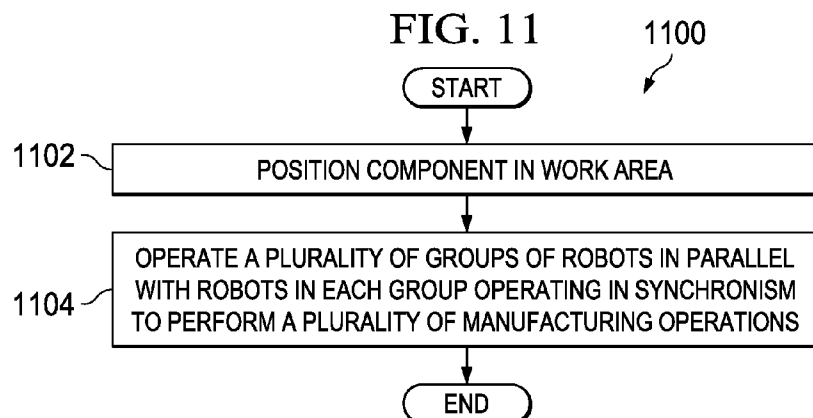 FIG. 11
1100
START
1102
POSITION COMPONENT IN WORK AREA
OPERATE A PLURALITY OF GROUPS OF ROBOTS IN PARALLEL
WITH ROBOTS IN EACH GROUP OPERATING IN SYNCHRONISM
TO PERFORM A PLURALITY OF MANUFACTURING OPERATIONS
1104
END